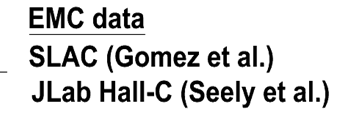 EMC data
SLAC (Gomez et al.)
JLab Hall-C (Seely et al.)